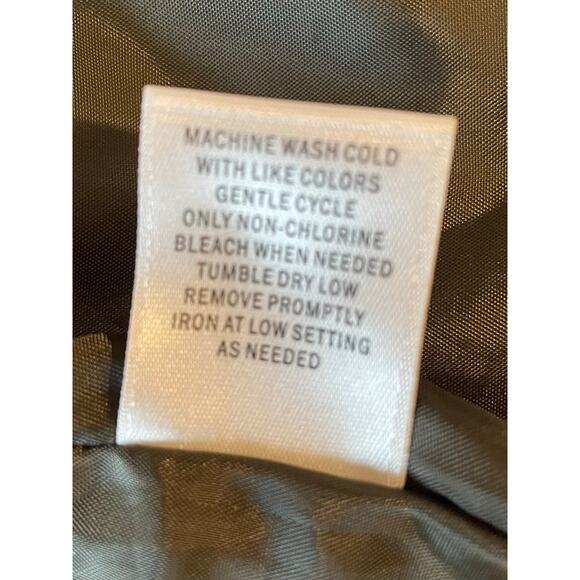 MACHINE WASH COLD
WITH LIKE COLORS
GENTLE CYCLE
ONLY NON-CHLORINE
BLEACH WHEN NEEDED
TUMBLE DRY LOW
REMOVE PROMPTLY
IRON AT LOW SETTING
AS NEEDED